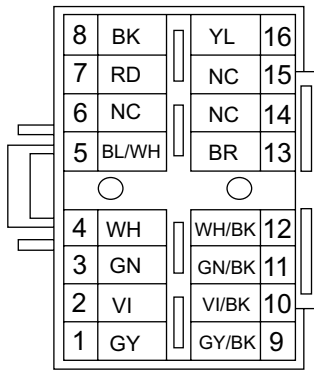 8 BK YL 16
7 RD NC 15
6 NC NC 14
5 BL/WH BR 13
4 WH WH/BK 12
3 GN GN/BK 11
2 VI VI/BK 10
1 GY GY/BK 9